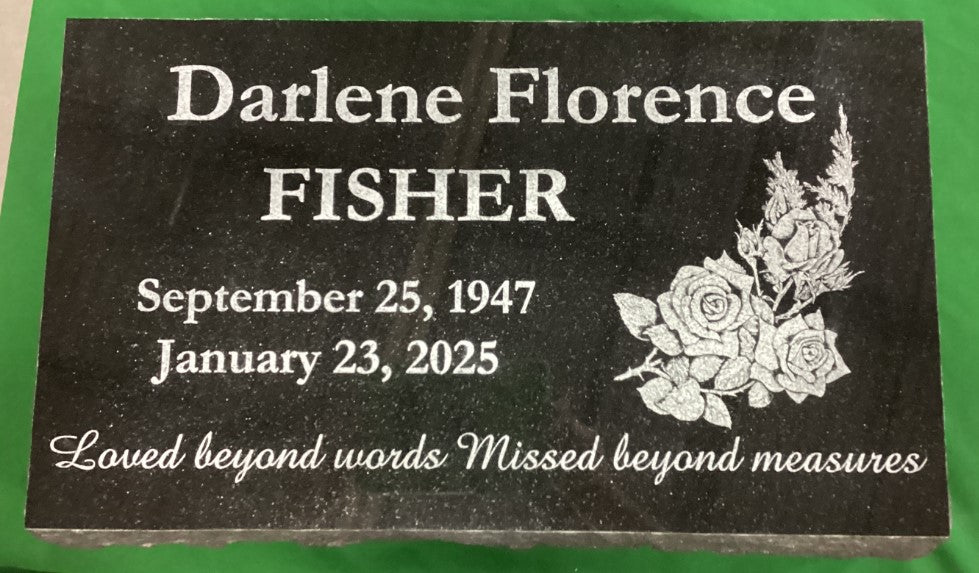 Darlene Florence
FISHER
September 25, 1947
January 23, 2025
Loved beyond words Missed beyond measures